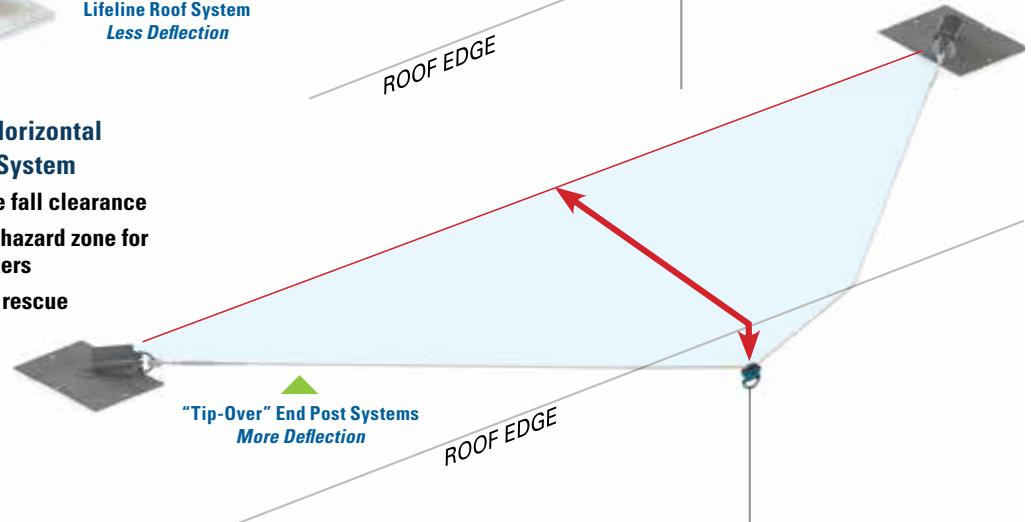 Lifeline Roof System
Less Deflection
ROOF EDGE
orizontal
System
fall clearance
hazard zone for
ers
rescue
"Tip-Over" End Post Systems
More Deflection
ROOF EDGE